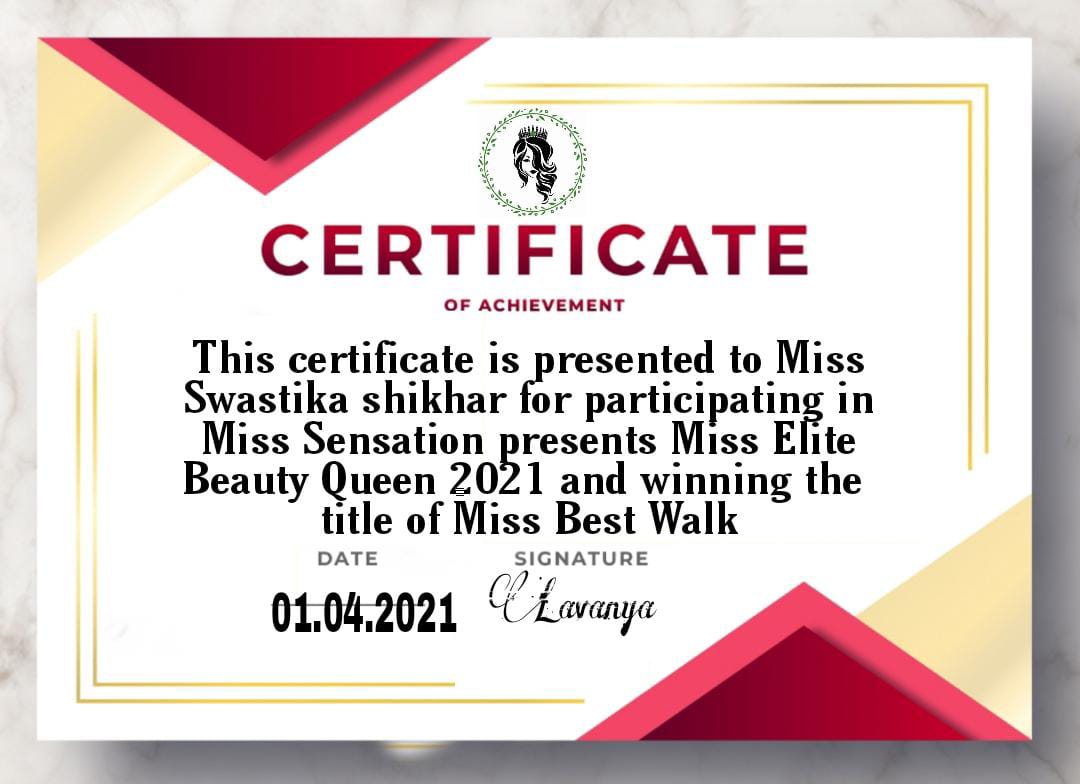 CERTIFICATE
OF ACHIEVEMENT
This certificate is presented to Miss
Swastika shikhar for participating in
Miss Sensation presents Miss Elite
Beauty Queen 2021 and winning the
title of Miss Best Walk
DATE SIGNATURE
01.04.2021 Lavanya